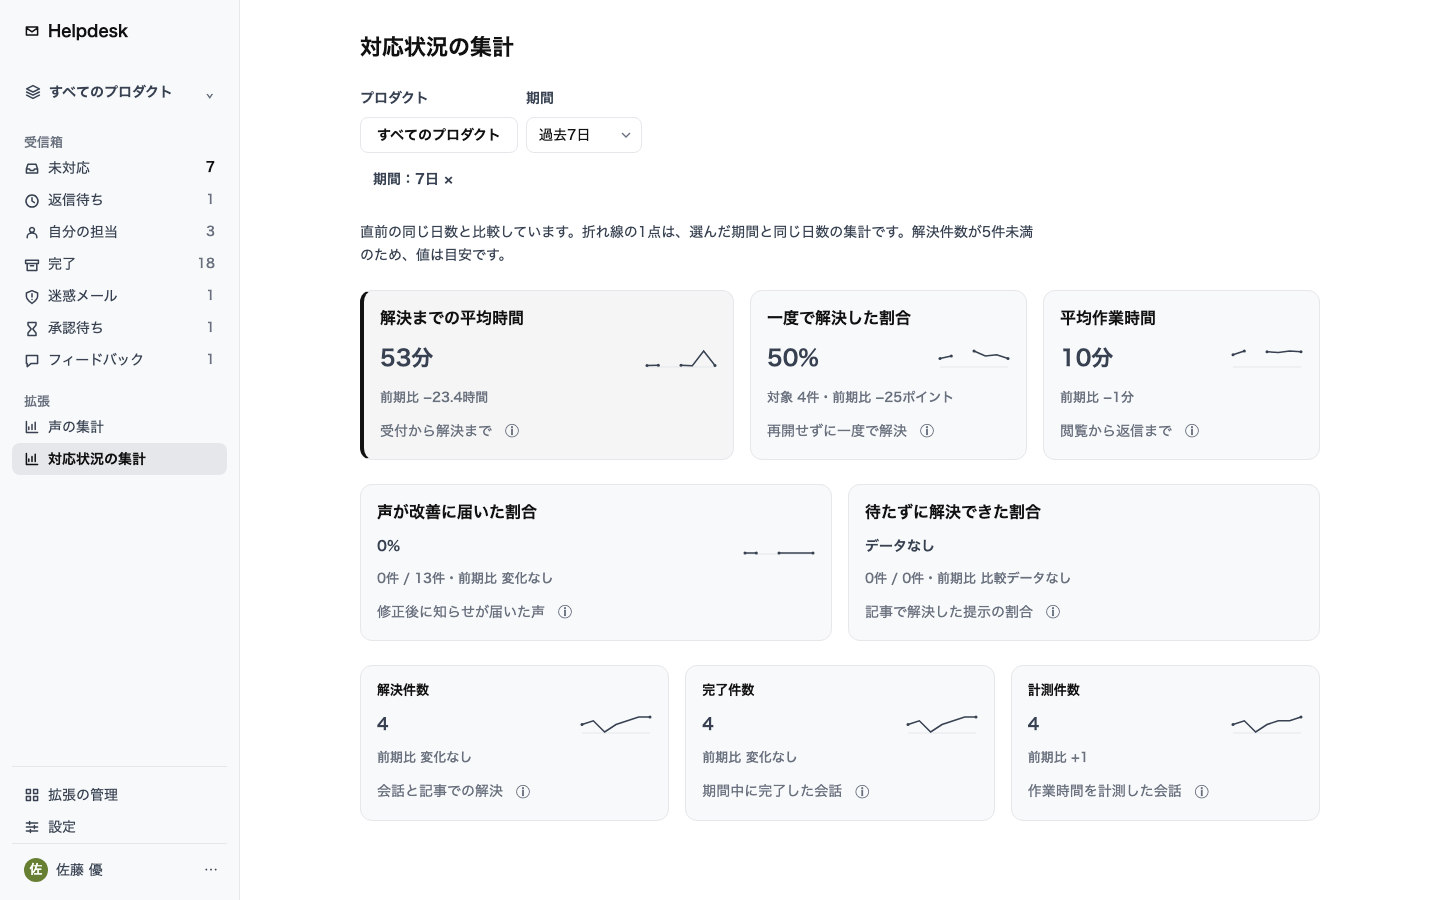 Helpdesk
すべてのプロダクト
受信箱
未対応 7
返信待ち 1
自分の担当 3
完了 18
迷惑メール 1
承認待ち 1
フィードバック 1
拡張
声の集計
対応状況の集計
拡張の管理
設定
佐 佐藤 優 …
対応状況の集計
プロダクト 期間
すべてのプロダクト 過去7日
期間：7日 ×
直前の同じ日数と比較しています。折れ線の1点は、選んだ期間と同じ日数の集計です。解決件数が5件未満
のため、値は目安です。
解決までの平均時間
53分
前期比 −23.4時間
受付から解決まで
一度で解決した割合
50%
対象 4件・前期比 −25ポイント
再開せずに一度で解決
平均作業時間
10分
前期比 −1分
閲覧から返信まで
声が改善に届いた割合
0%
0件 / 13件・前期比 変化なし
修正後に知らせが届いた声
待たずに解決できた割合
データなし
0件 / 0件・前期比 比較データなし
記事で解決した提示の割合
解決件数
4
前期比 変化なし
会話と記事での解決
完了件数
4
前期比 変化なし
期間中に完了した会話
計測件数
4
前期比 +1
作業時間を計測した会話